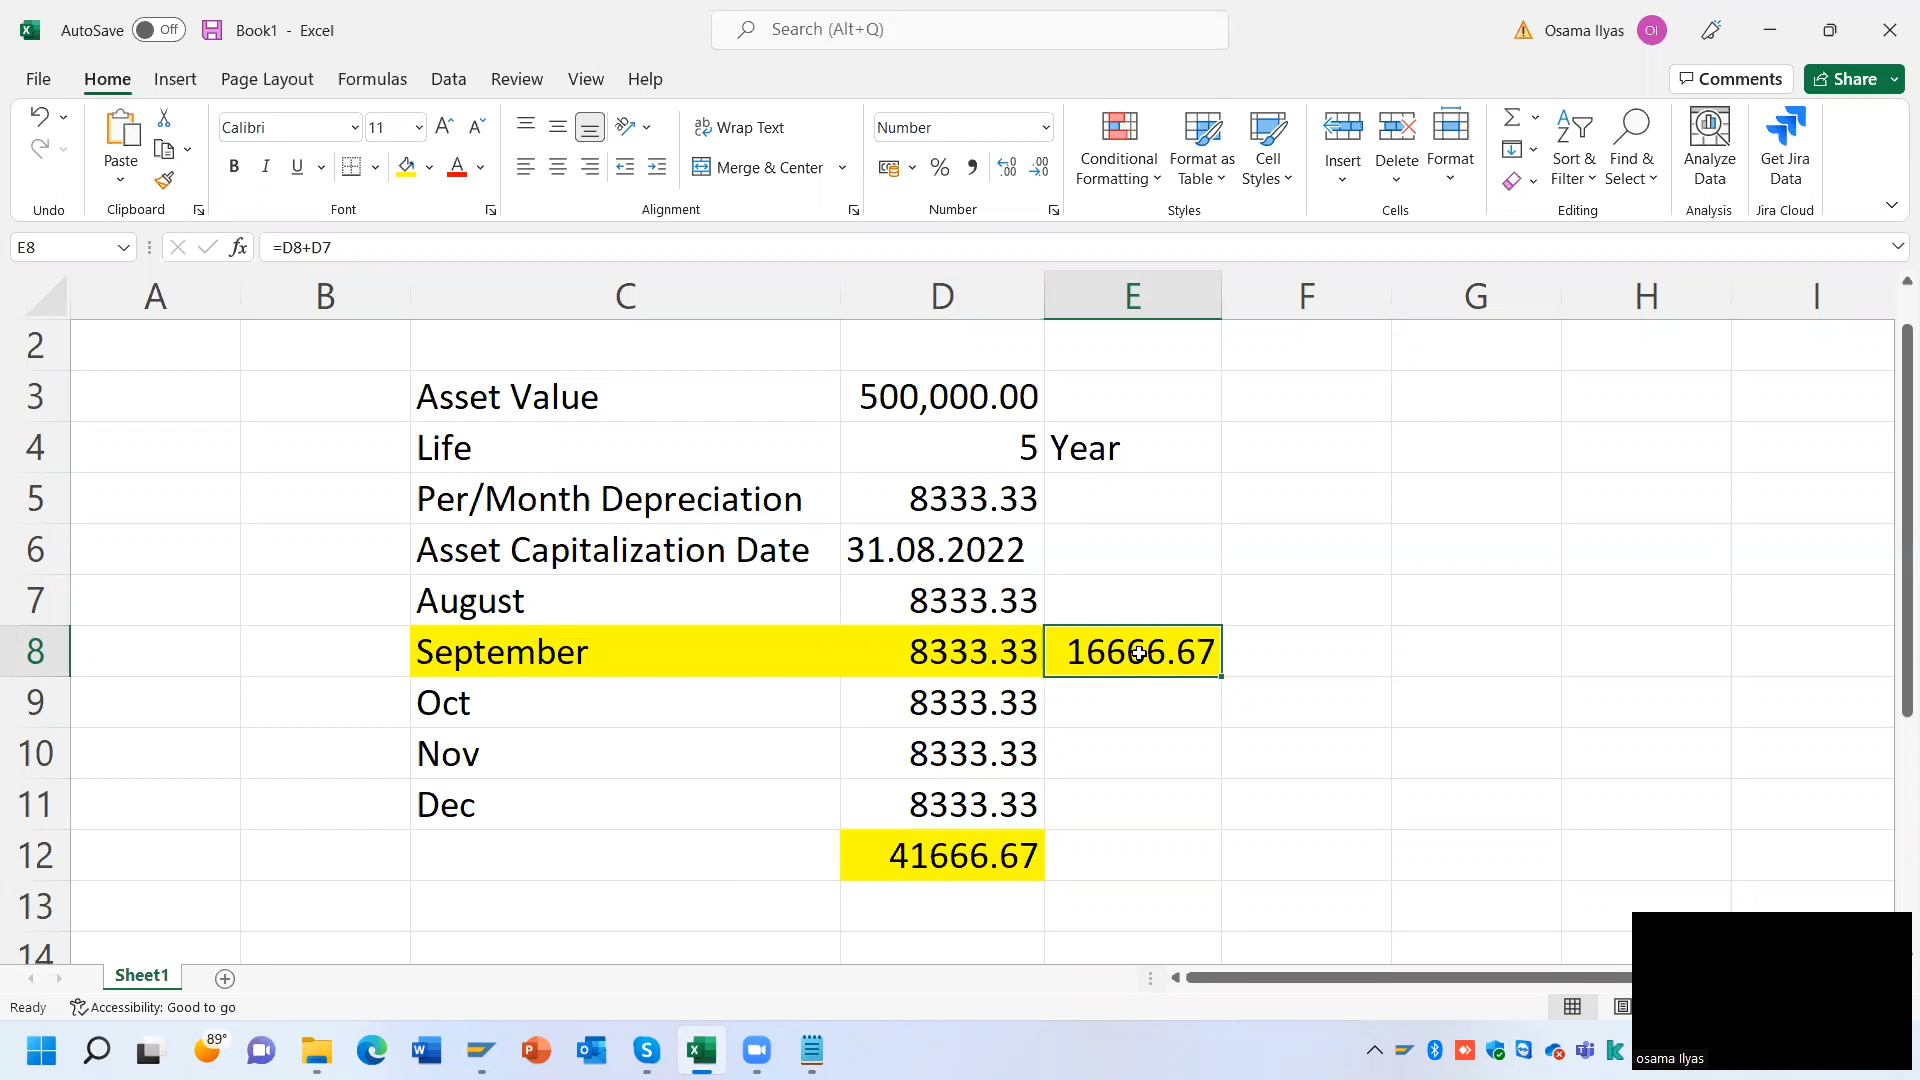 AutoSave Off Book1 - Excel Search (Alt+Q) Osama Ilyas OI
File Home Insert Page Layout Formulas Data Review View Help Comments Share
Paste Calibri 11 Wrap Text Number Conditional Formatting Format as Table Cell Styles Insert Delete Format Sort & Filter Find & Select Analyze Data Get Jira Data
B I U A Merge & Center %
Undo Clipboard Font Alignment Number Styles Cells Editing Analysis Jira Cloud
E8 fx =D8+D7
A B C D E F G H I
2
3 Asset Value 500,000.00
4 Life 5 Year
5 Per/Month Depreciation 8333.33
6 Asset Capitalization Date 31.08.2022
7 August 8333.33
8 September 8333.33 16666.67
9 Oct 8333.33
10 Nov 8333.33
11 Dec 8333.33
12 41666.67
13
14
Sheet1
Ready Accessibility: Good to go
89°
osama Ilyas